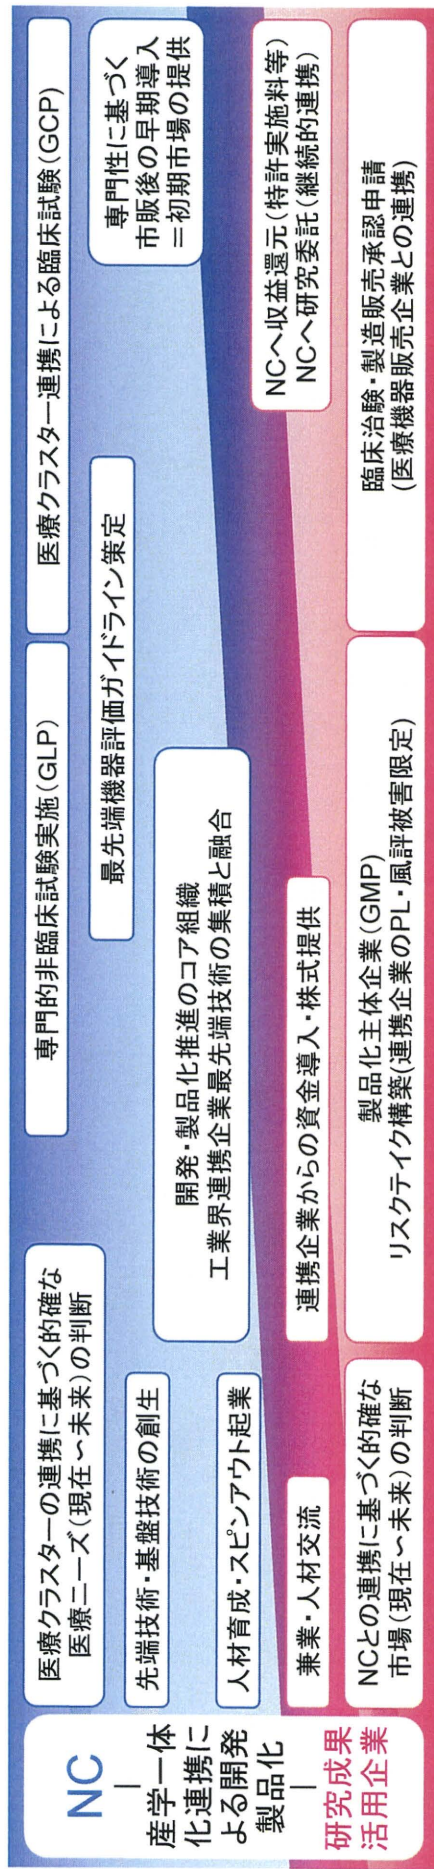 NC
産学一体
化連携に
よる開発
製品化
研究成果
活用企業
医療クラスターの連携に基づく的確な
医療ニーズ(現在~未来)の判断
先端技術・基盤技術の創生
人材育成・スピンアウト起業
兼業・人材交流
NCとの連携に基づく的確な
市場(現在~未来)の判断
専門的非臨床試験実施(GLP)
最先端機器評価ガイドライン策定
開発・製品化推進のコア組織
工業界連携企業最先端技術の集積と融合
連携企業からの資金導入・株式提供
製品化主体企業(GMP)
リスクテイク構築(連携企業のPL・風評被害限定)
医療クラスター連携による臨床試験(GCP)
専門性に基づく
市販後の早期導入
=初期市場の提供
NCへ収益還元(特許実施料等)
NCへ研究委託(継続的連携)
臨床治験・製造販売承認申請
(医療機器販売企業との連携)